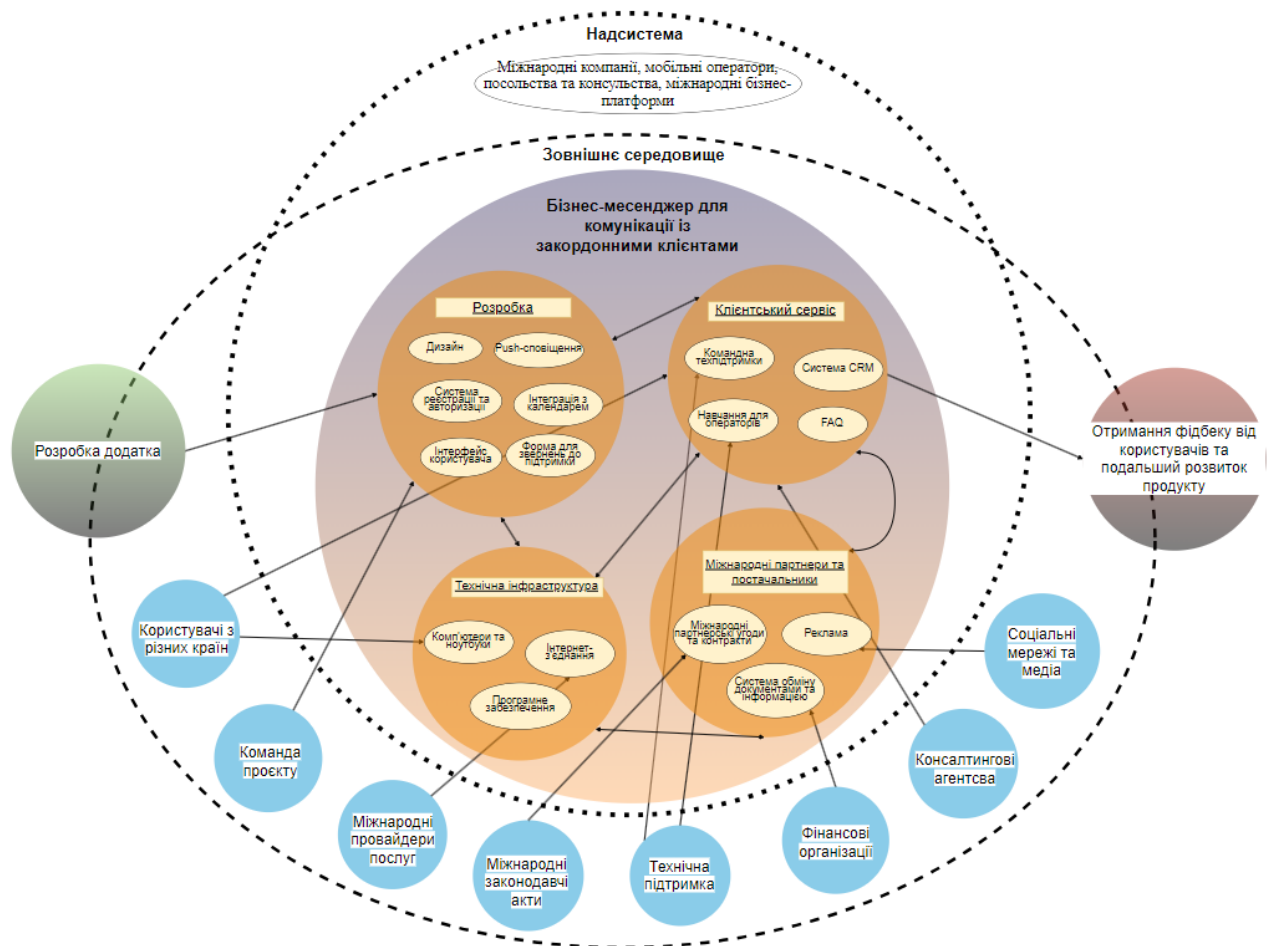 Надсистема
Міжнародні компанії, мобільні оператори,
посольства та консульства, міжнародні бізнес-
платформи
Зовнішнє середовище
Бізнес-месенджер для
комунікації із
закордонними клієнтами
Розробка
Дизайн
Push-сповіщення
Система
реєстрації та
авторизації
Інтеграція з
календарем
Інтерфейс
користувача
Форма для
звернень до
підтримки
Клієнтський сервіс
Командна
техпідтримки
Система CRM
Навчання для
операторів
FAQ
Розробка додатка
Отримання фідбеку від
користувачів та
подальший розвиток
продукту
Технічна інфраструктура
Комп'ютери та
ноутбуки
Інтернет-
з'єднання
Програмне
забезпечення
Міжнародні партнери та
постачальники
Міжнародні
партнерські угоди
та контракти
Реклама
Система обміну
документами та
інформацією
Користувачі з
різних країн
Команда
проєкту
Міжнародні
провайдери
послуг
Міжнародні
законодавчі
акти
Технічна
підтримка
Фінансові
організації
Консалтингові
агентсва
Соціальні
мережі та
медіа